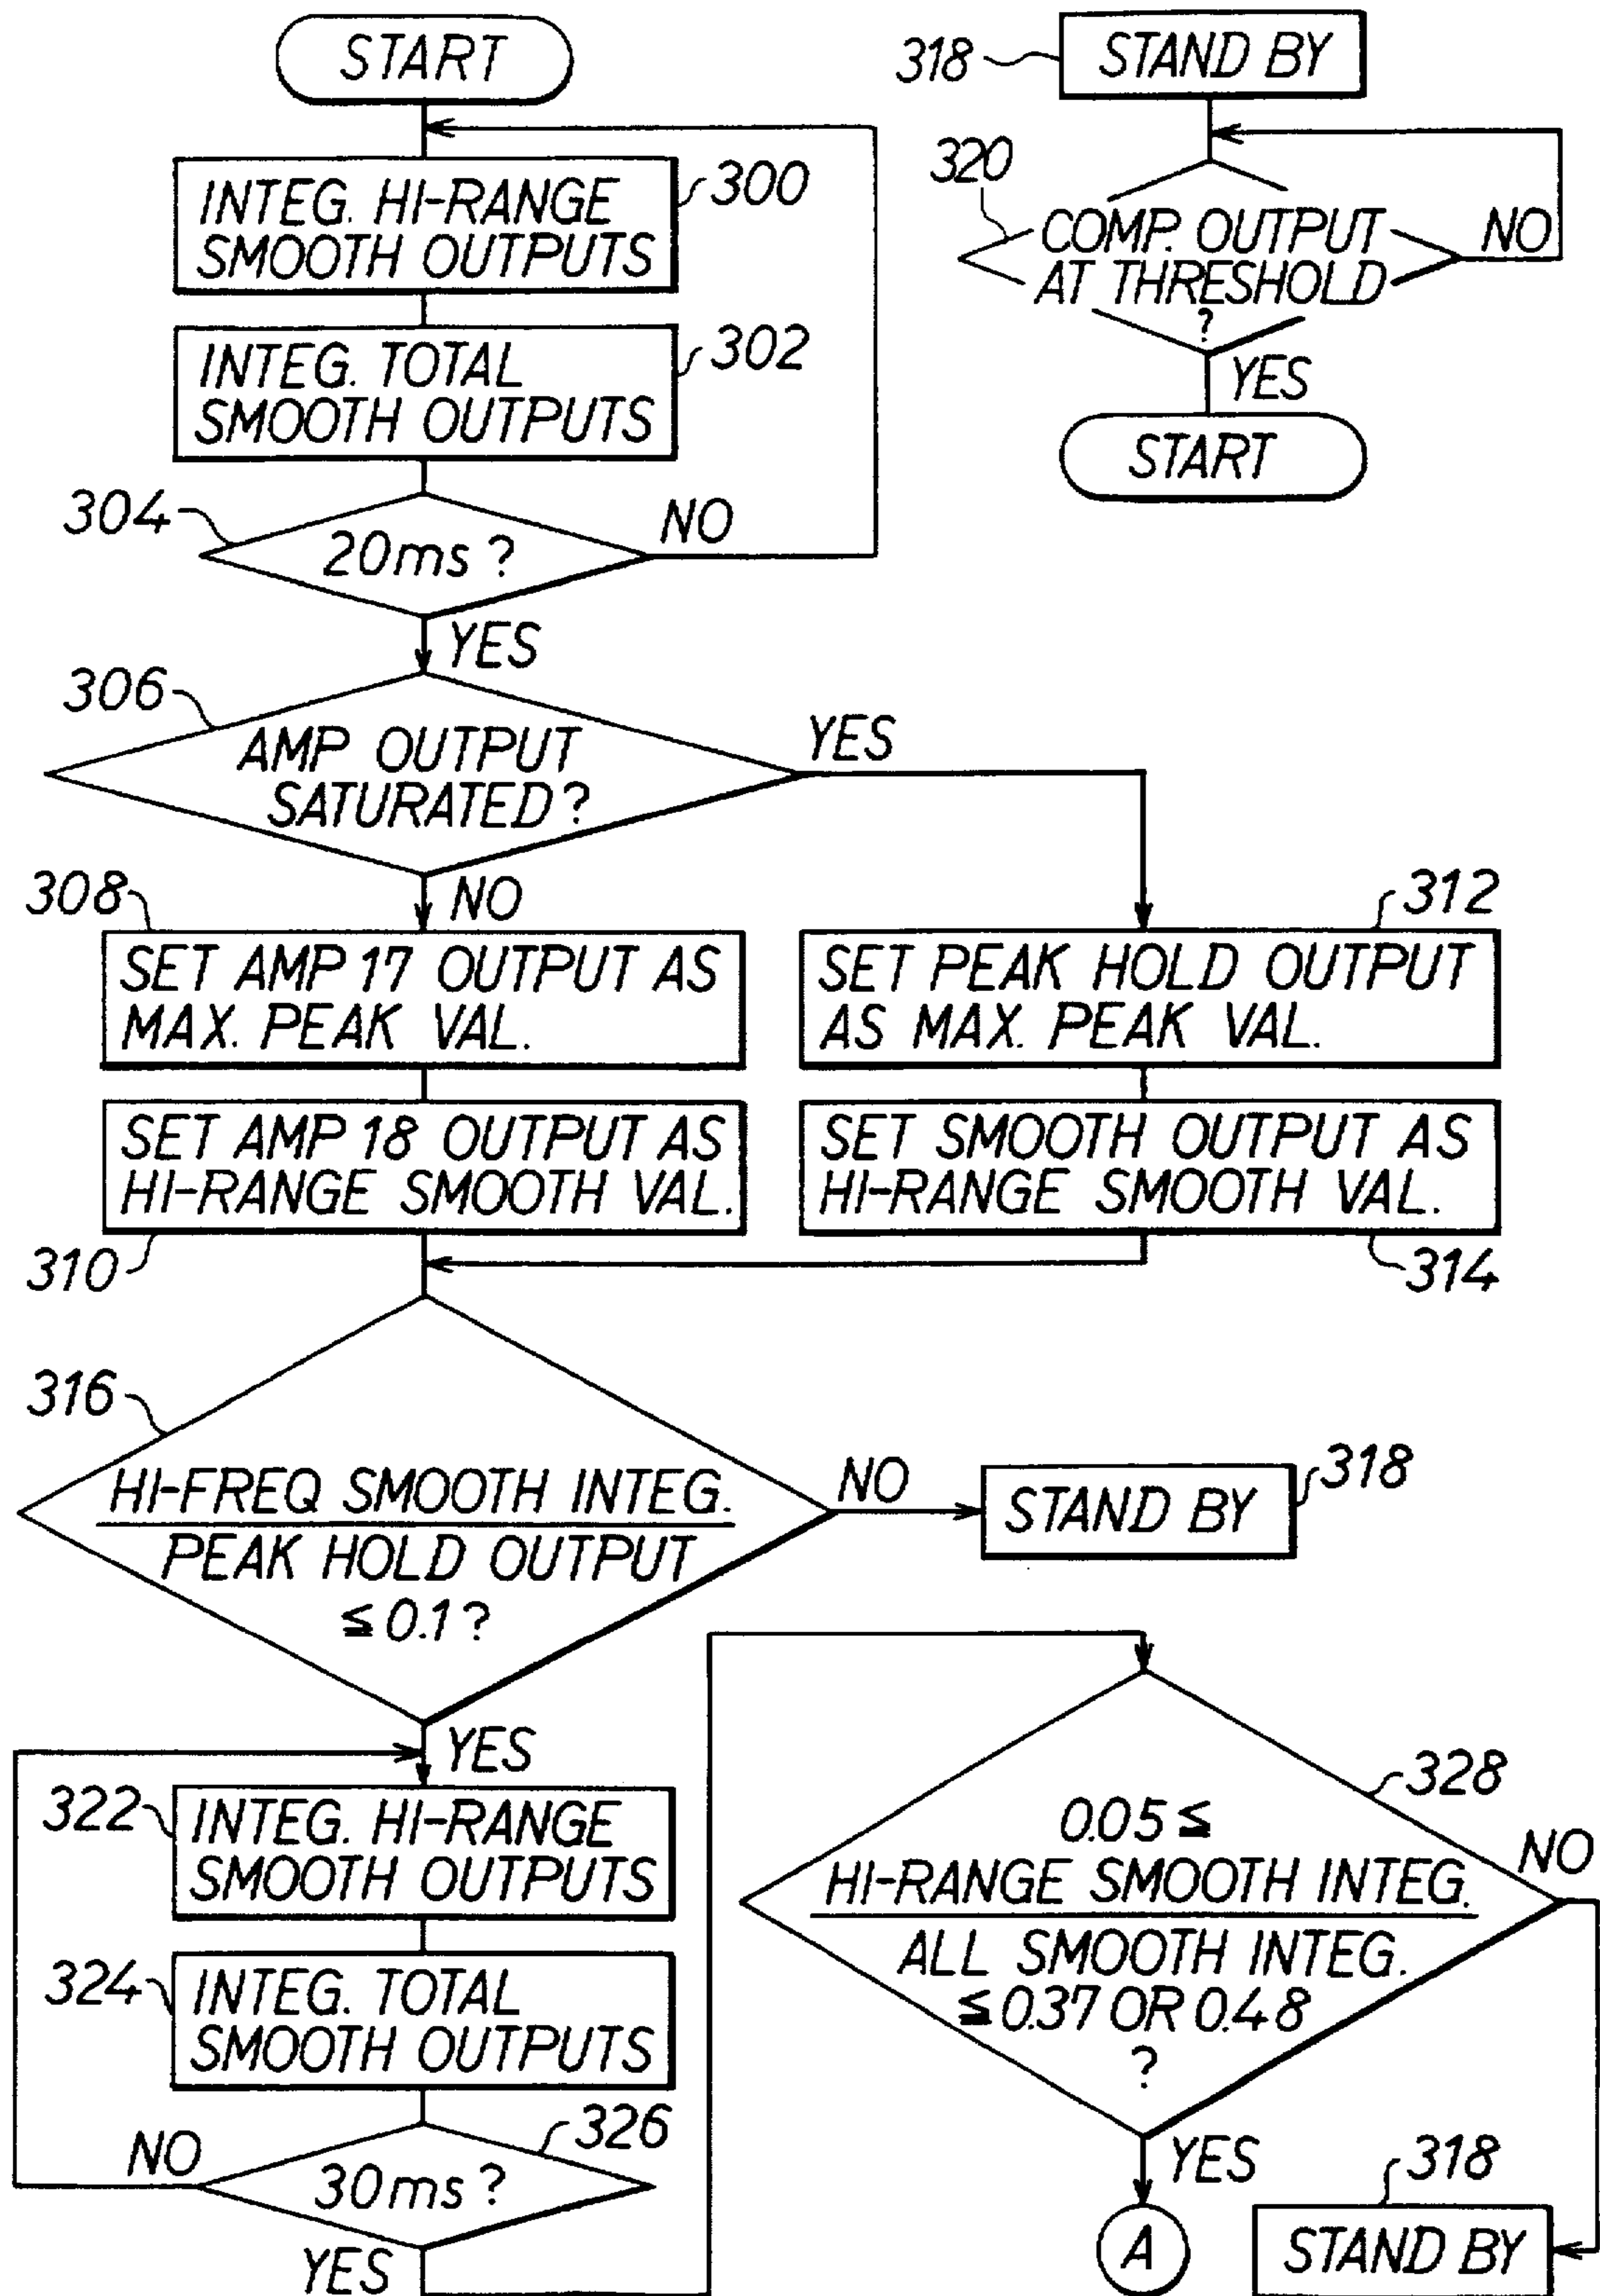 START
INTEG. HI-RANGE
SMOOTH OUTPUTS
300
INTEG. TOTAL
SMOOTH OUTPUTS
302
304
20ms ?
NO
YES
318
STAND BY
320
COMP. OUTPUT
AT THRESHOLD
?
NO
YES
START
306
AMP OUTPUT
SATURATED?
YES
NO
308
SET AMP 17 OUTPUT AS
MAX. PEAK VAL.
312
SET PEAK HOLD OUTPUT
AS MAX. PEAK VAL.
SET AMP 18 OUTPUT AS
HI-RANGE SMOOTH VAL.
310
SET SMOOTH OUTPUT AS
HI-RANGE SMOOTH VAL.
314
316
HI-FREQ SMOOTH INTEG.
PEAK HOLD OUTPUT
≦ 0.1?
NO
STAND BY
318
YES
322
INTEG. HI-RANGE
SMOOTH OUTPUTS
324
INTEG. TOTAL
SMOOTH OUTPUTS
326
30ms ?
NO
YES
328
0.05 ≦
HI-RANGE SMOOTH INTEG.
ALL SMOOTH INTEG.
≦ 0.37 OR 0.48
?
NO
YES
A
318
STAND BY